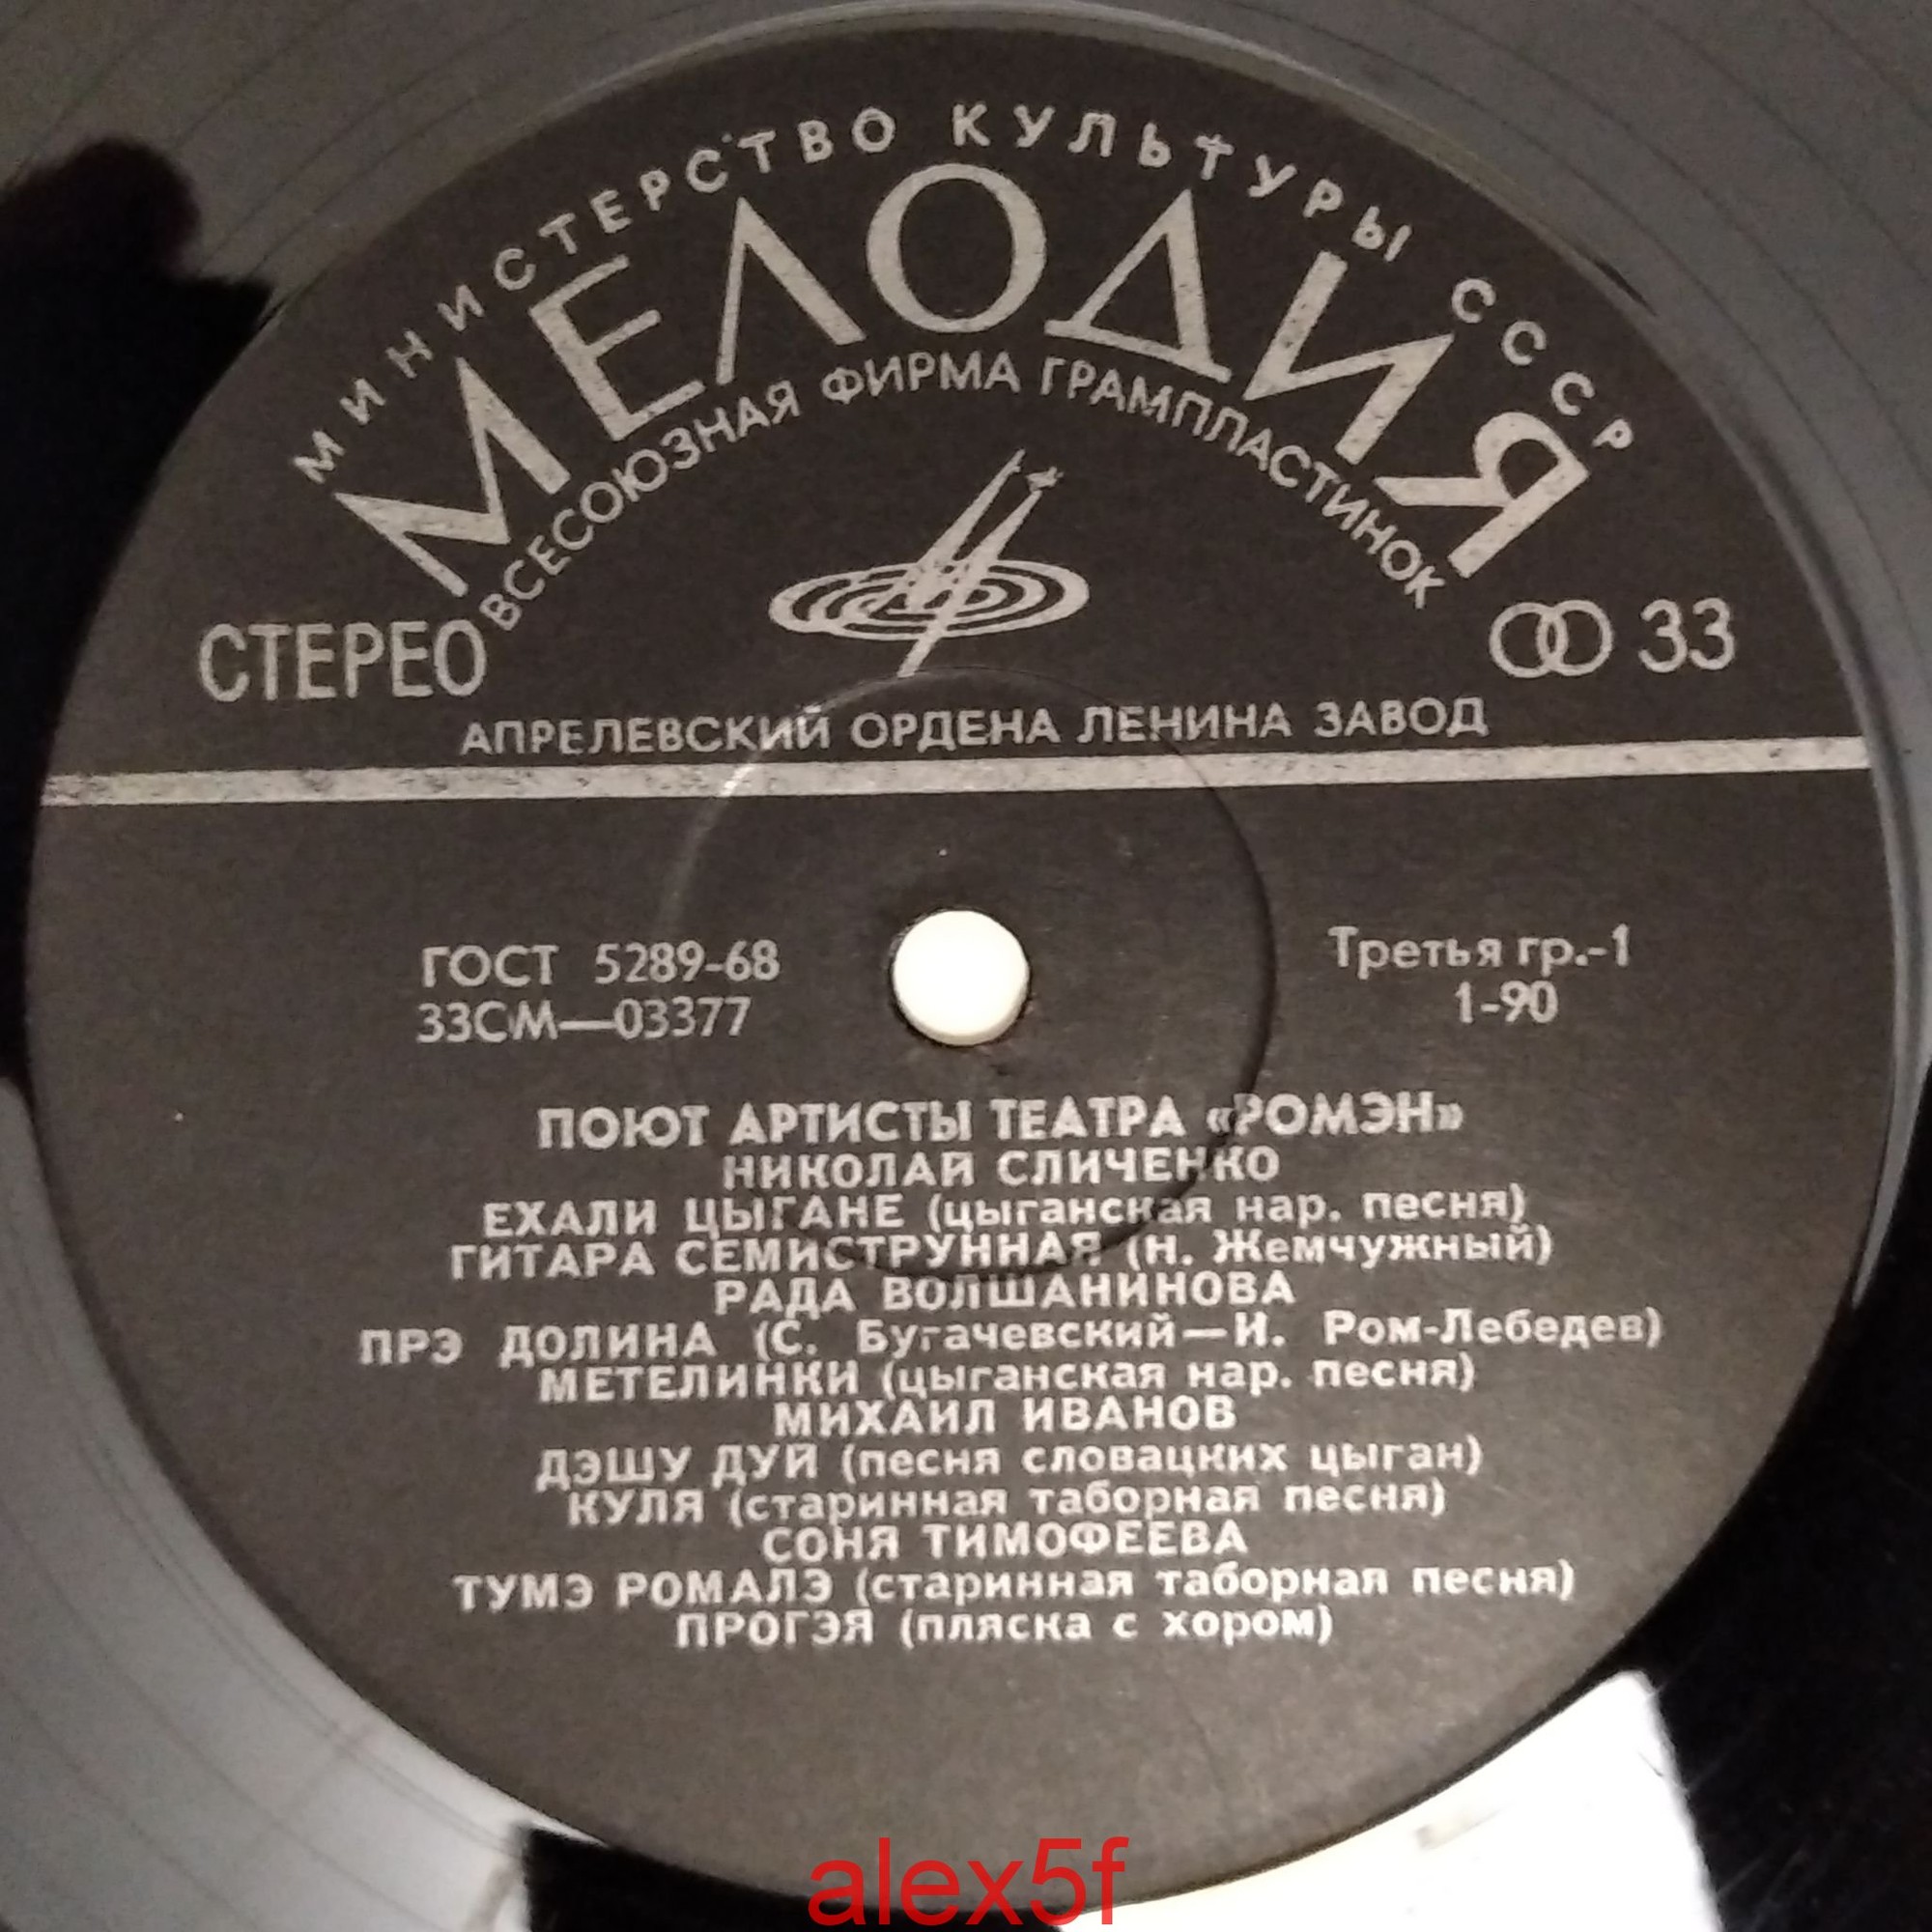 МИНИСТЕРСТВО КУЛЬТУРЫ СССР
МЕЛОДИЯ
ВСЕСОЮЗНАЯ ФИРМА ГРАМПЛАСТИНОК
СТЕРЕО
33
АПРЕЛЕВСКИЙ ОРДЕНА ЛЕНИНА ЗАВОД
ГОСТ 5289-68
33СМ—03377
Третья гр.-1
1-90
ПОЮТ АРТИСТЫ ТЕАТРА «РОМЭН»
НИКОЛАЙ СЛИЧЕНКО
ЕХАЛИ ЦЫГАНЕ (цыганская нар. песня)
ГИТАРА СЕМИСТРУННАЯ (н. Жемчужный)
РАДА ВОЛШАНИНОВА
ПРЭ ДОЛИНА (С. Бугачевский—И. Ром-Лебедев)
МЕТЕЛИНКИ (цыганская нар. песня)
МИХАИЛ ИВАНОВ
ДЭШУ ДУЙ (песня словацких цыган)
КУЛЯ (старинная таборная песня)
СОНЯ ТИМОФЕЕВА
ТУМЭ РОМАЛЭ (старинная таборная песня)
ПРОГЭЯ (пляска с хором)
alex5f